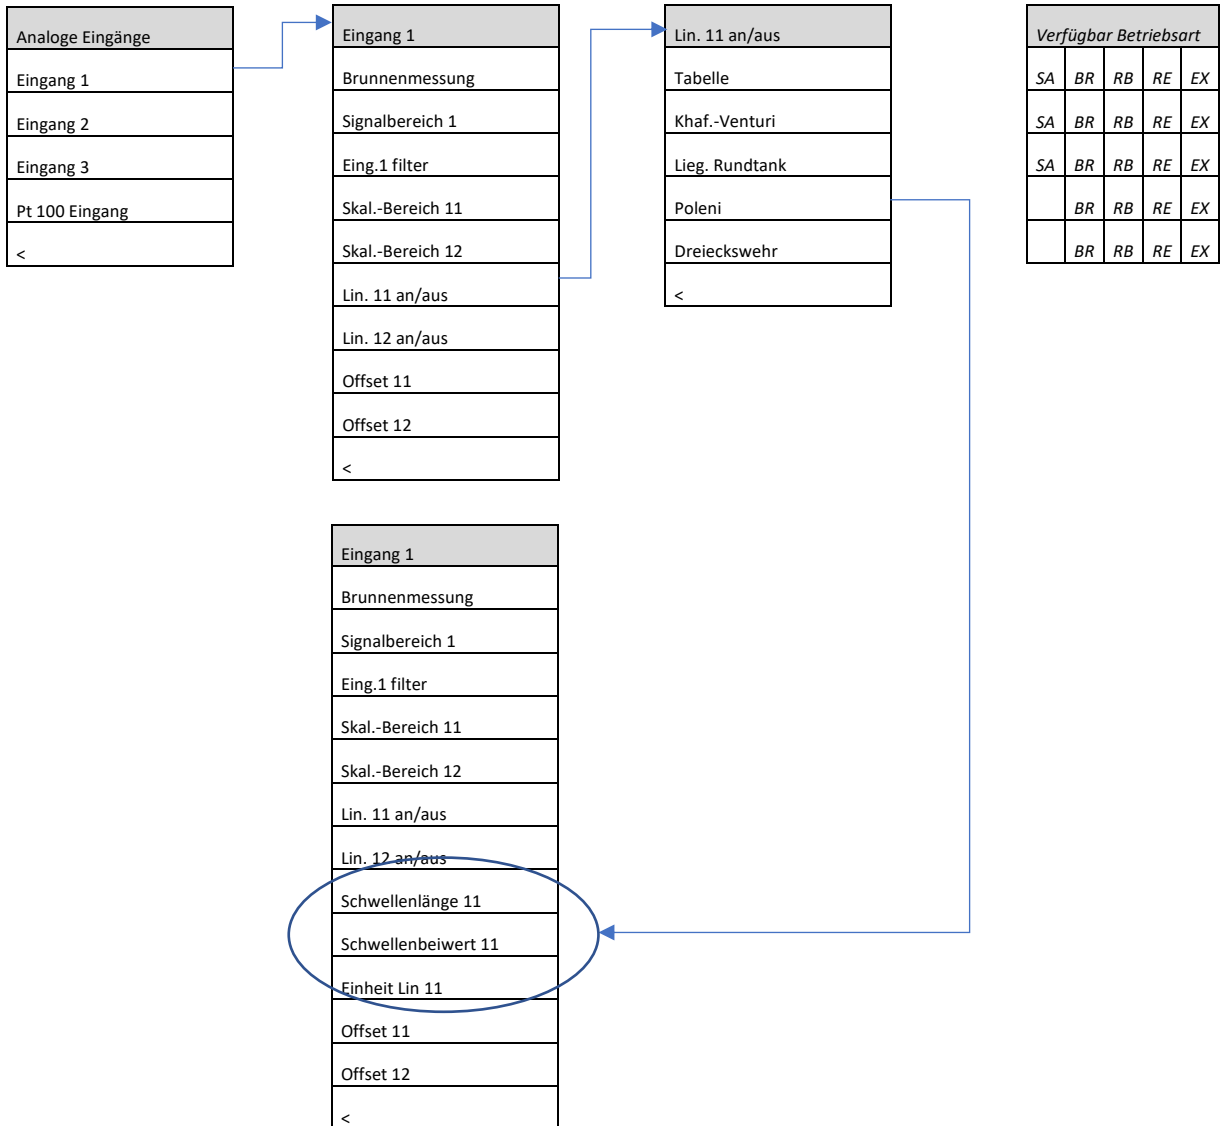 Analoge Eingänge
Eingang 1
Eingang 2
Eingang 3
Pt 100 Eingang
<
Eingang 1
Brunnenmessung
Signalbereich 1
Eing.1 filter
Skal.-Bereich 11
Skal.-Bereich 12
Lin. 11 an/aus
Lin. 12 an/aus
Offset 11
Offset 12
<
Lin. 11 an/aus
Tabelle
Khaf.-Venturi
Lieg. Rundtank
Poleni
Dreieckswehr
<
Verfügbar Betriebsart
SA BR RB RE EX
SA BR RB RE EX
SA BR RB RE EX
BR RB RE EX
BR RB RE EX
Eingang 1
Brunnenmessung
Signalbereich 1
Eing.1 filter
Skal.-Bereich 11
Skal.-Bereich 12
Lin. 11 an/aus
Lin. 12 an/aus
Schwellenlänge 11
Schwellenbeiwert 11
Einheit Lin 11
Offset 11
Offset 12
<